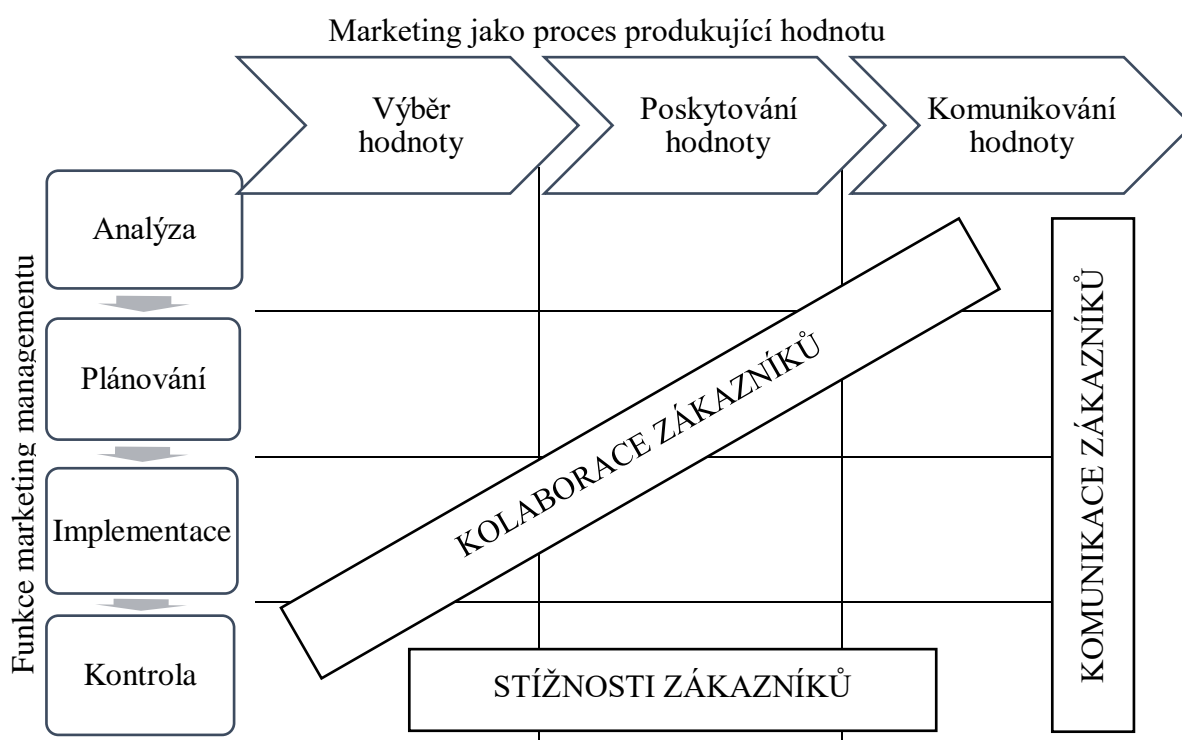 Marketing jako proces produkující hodnotu
Výběr
hodnoty
Poskytování
hodnoty
Komunikování
hodnoty
Funkce marketing managementu
Analýza
Plánování
Implementace
Kontrola
KOLABORACE ZÁKAZNÍKŮ
STÍŽNOSTI ZÁKAZNÍKŮ
KOMUNIKACE ZÁKAZNÍKŮ